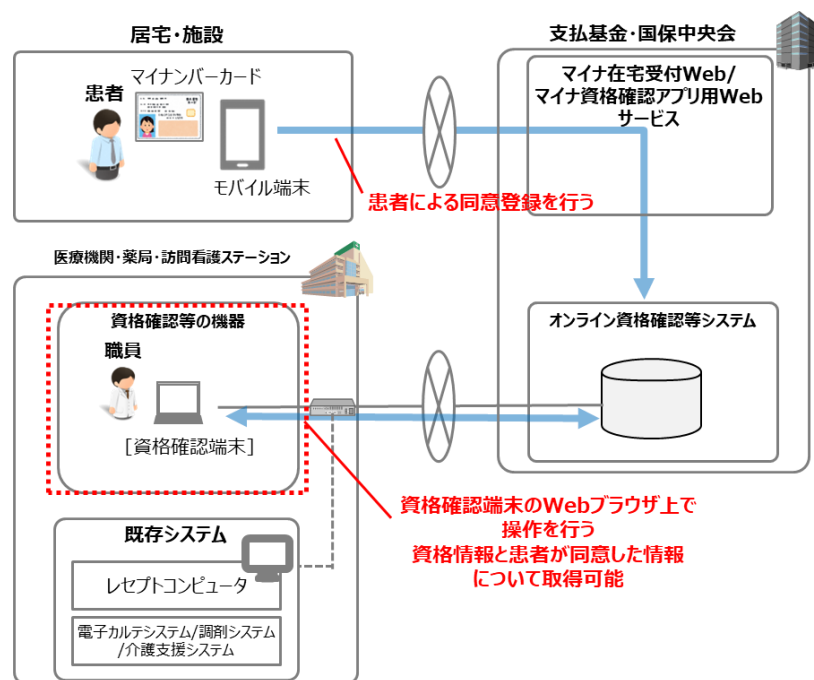 居宅・施設
マイナンバーカード
患者
モバイル端末
支払基金・国保中央会
マイナ在宅受付Web/
マイナ資格確認アプリ用Web
サービス
患者による同意登録を行う
医療機関・薬局・訪問看護ステーション
資格確認等の機器
職員
[資格確認端末]
オンライン資格確認等システム
資格確認端末のWebブラウザ上で
操作を行う
資格情報と患者が同意した情報
について取得可能
既存システム
レセプトコンピュータ
電子カルテシステム/調剤システム
/介護支援システム